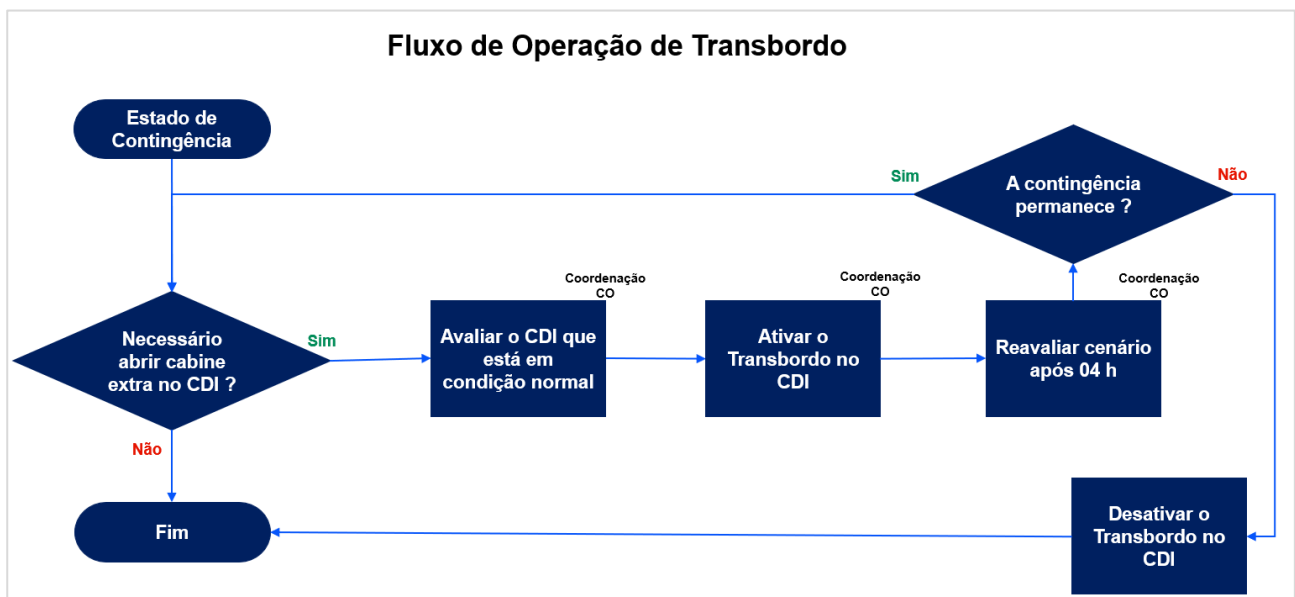 Fluxo de Operação de Transbordo
Estado de
Contingência
A contingência
permanece ?
Sim
Não
Necessário
abrir cabine
extra no CDI ?
Sim
Não
Coordenação
CO
Avaliar o CDI que
está em
condição normal
Coordenação
CO
Ativar o
Transbordo no
CDI
Coordenação
CO
Reavaliar cenário
após 04 h
Desativar o
Transbordo no
CDI
Fim